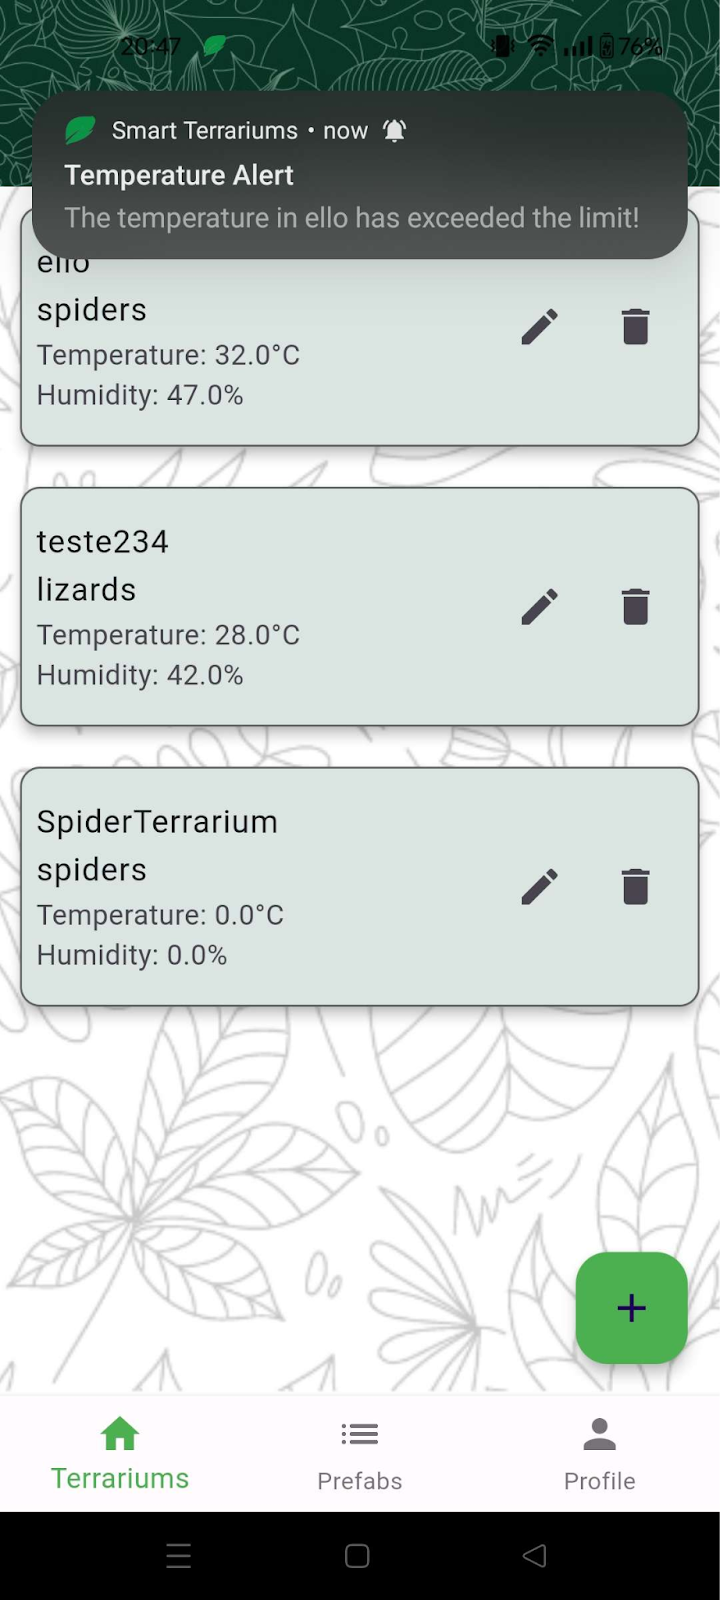 20:47 76%
Smart Terrariums • now
Temperature Alert
The temperature in ello has exceeded the limit!
ello
spiders
Temperature: 32.0°C
Humidity: 47.0%
teste234
lizards
Temperature: 28.0°C
Humidity: 42.0%
SpiderTerrarium
spiders
Temperature: 0.0°C
Humidity: 0.0%
Terrariums Prefabs Profile